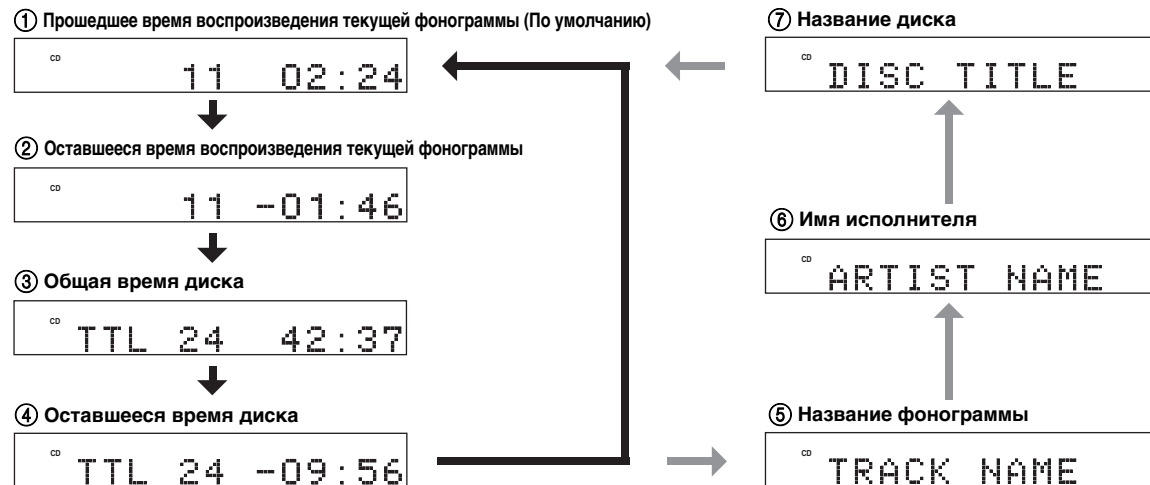 ① Прошедшее время воспроизведения текущей фонограммы (По умолчанию)
CD
11 02:24
② Оставшееся время воспроизведения текущей фонограммы
CD
11 -01:46
③ Общая время диска
CD
TTL 24 42:37
④ Оставшееся время диска
CD
TTL 24 -09:56
⑦ Название диска
CD
DISC TITLE
⑥ Имя исполнителя
CD
ARTIST NAME
⑤ Название фонограммы
CD
TRACK NAME